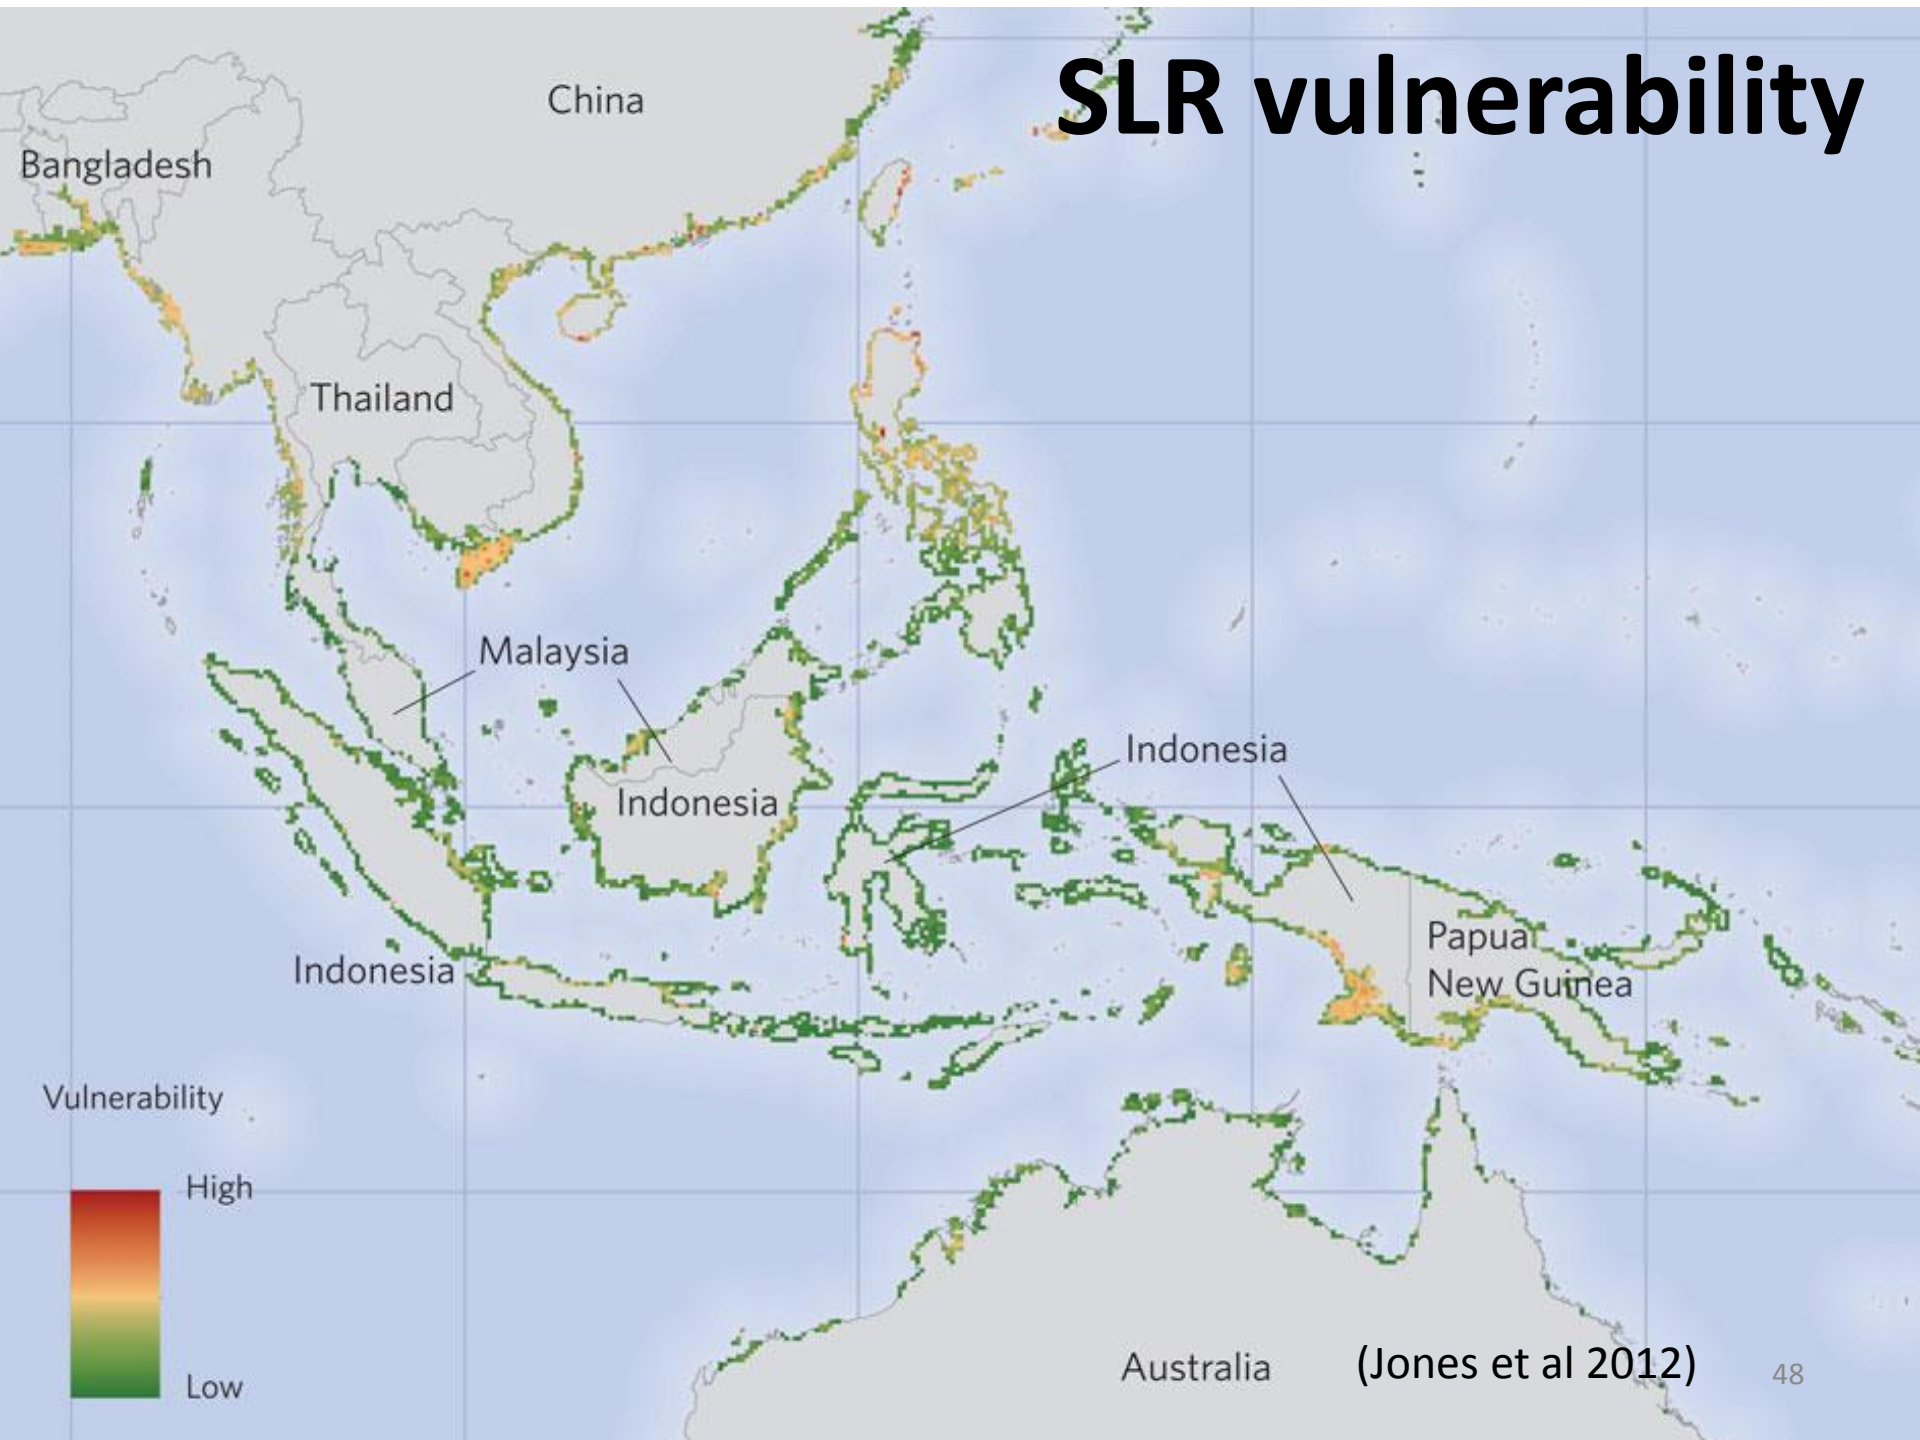 SLR vulnerability
China
Bangladesh
Thailand
Malaysia
Indonesia
Indonesia
Papua
New Guinea
Indonesia
Vulnerability
High
Low
Australia
(Jones et al 2012)
48